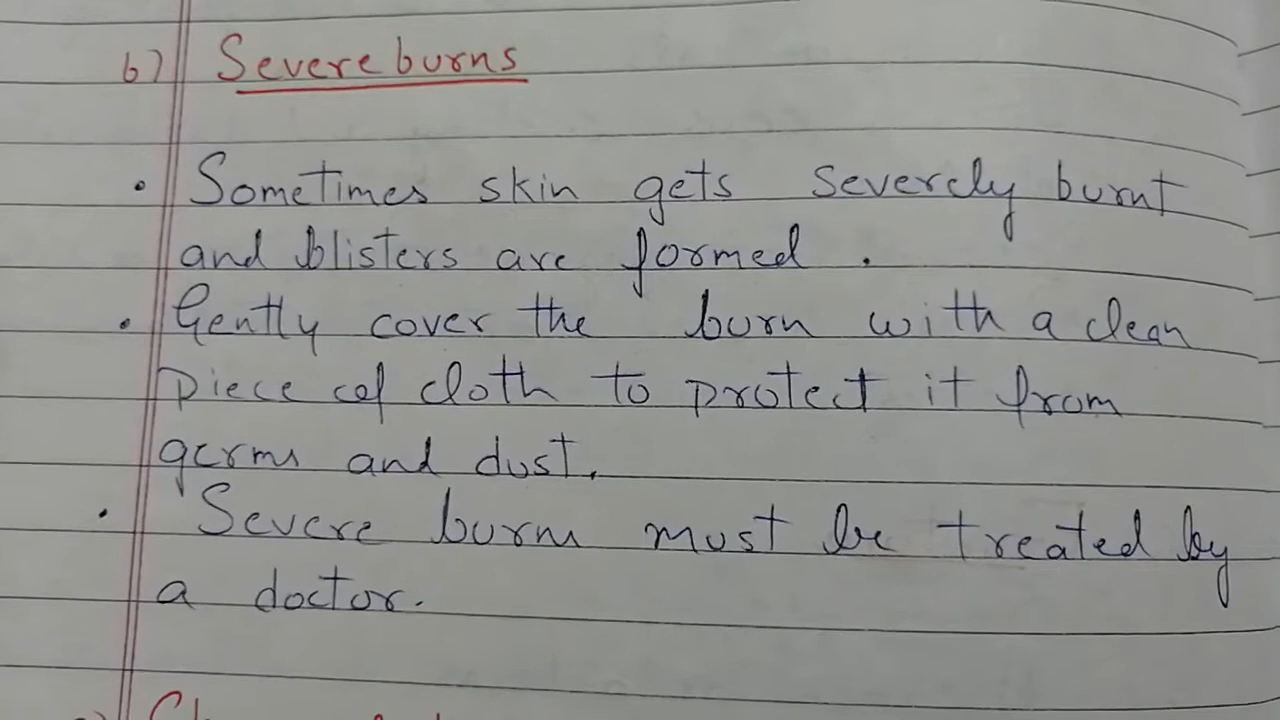 b) Severe burns
• Sometimes skin gets severely burnt
and blisters are formed.
• Gently cover the burn with a clean
piece of cloth to protect it from
germs and dust.
• Severe burns must be treated by
a doctor.